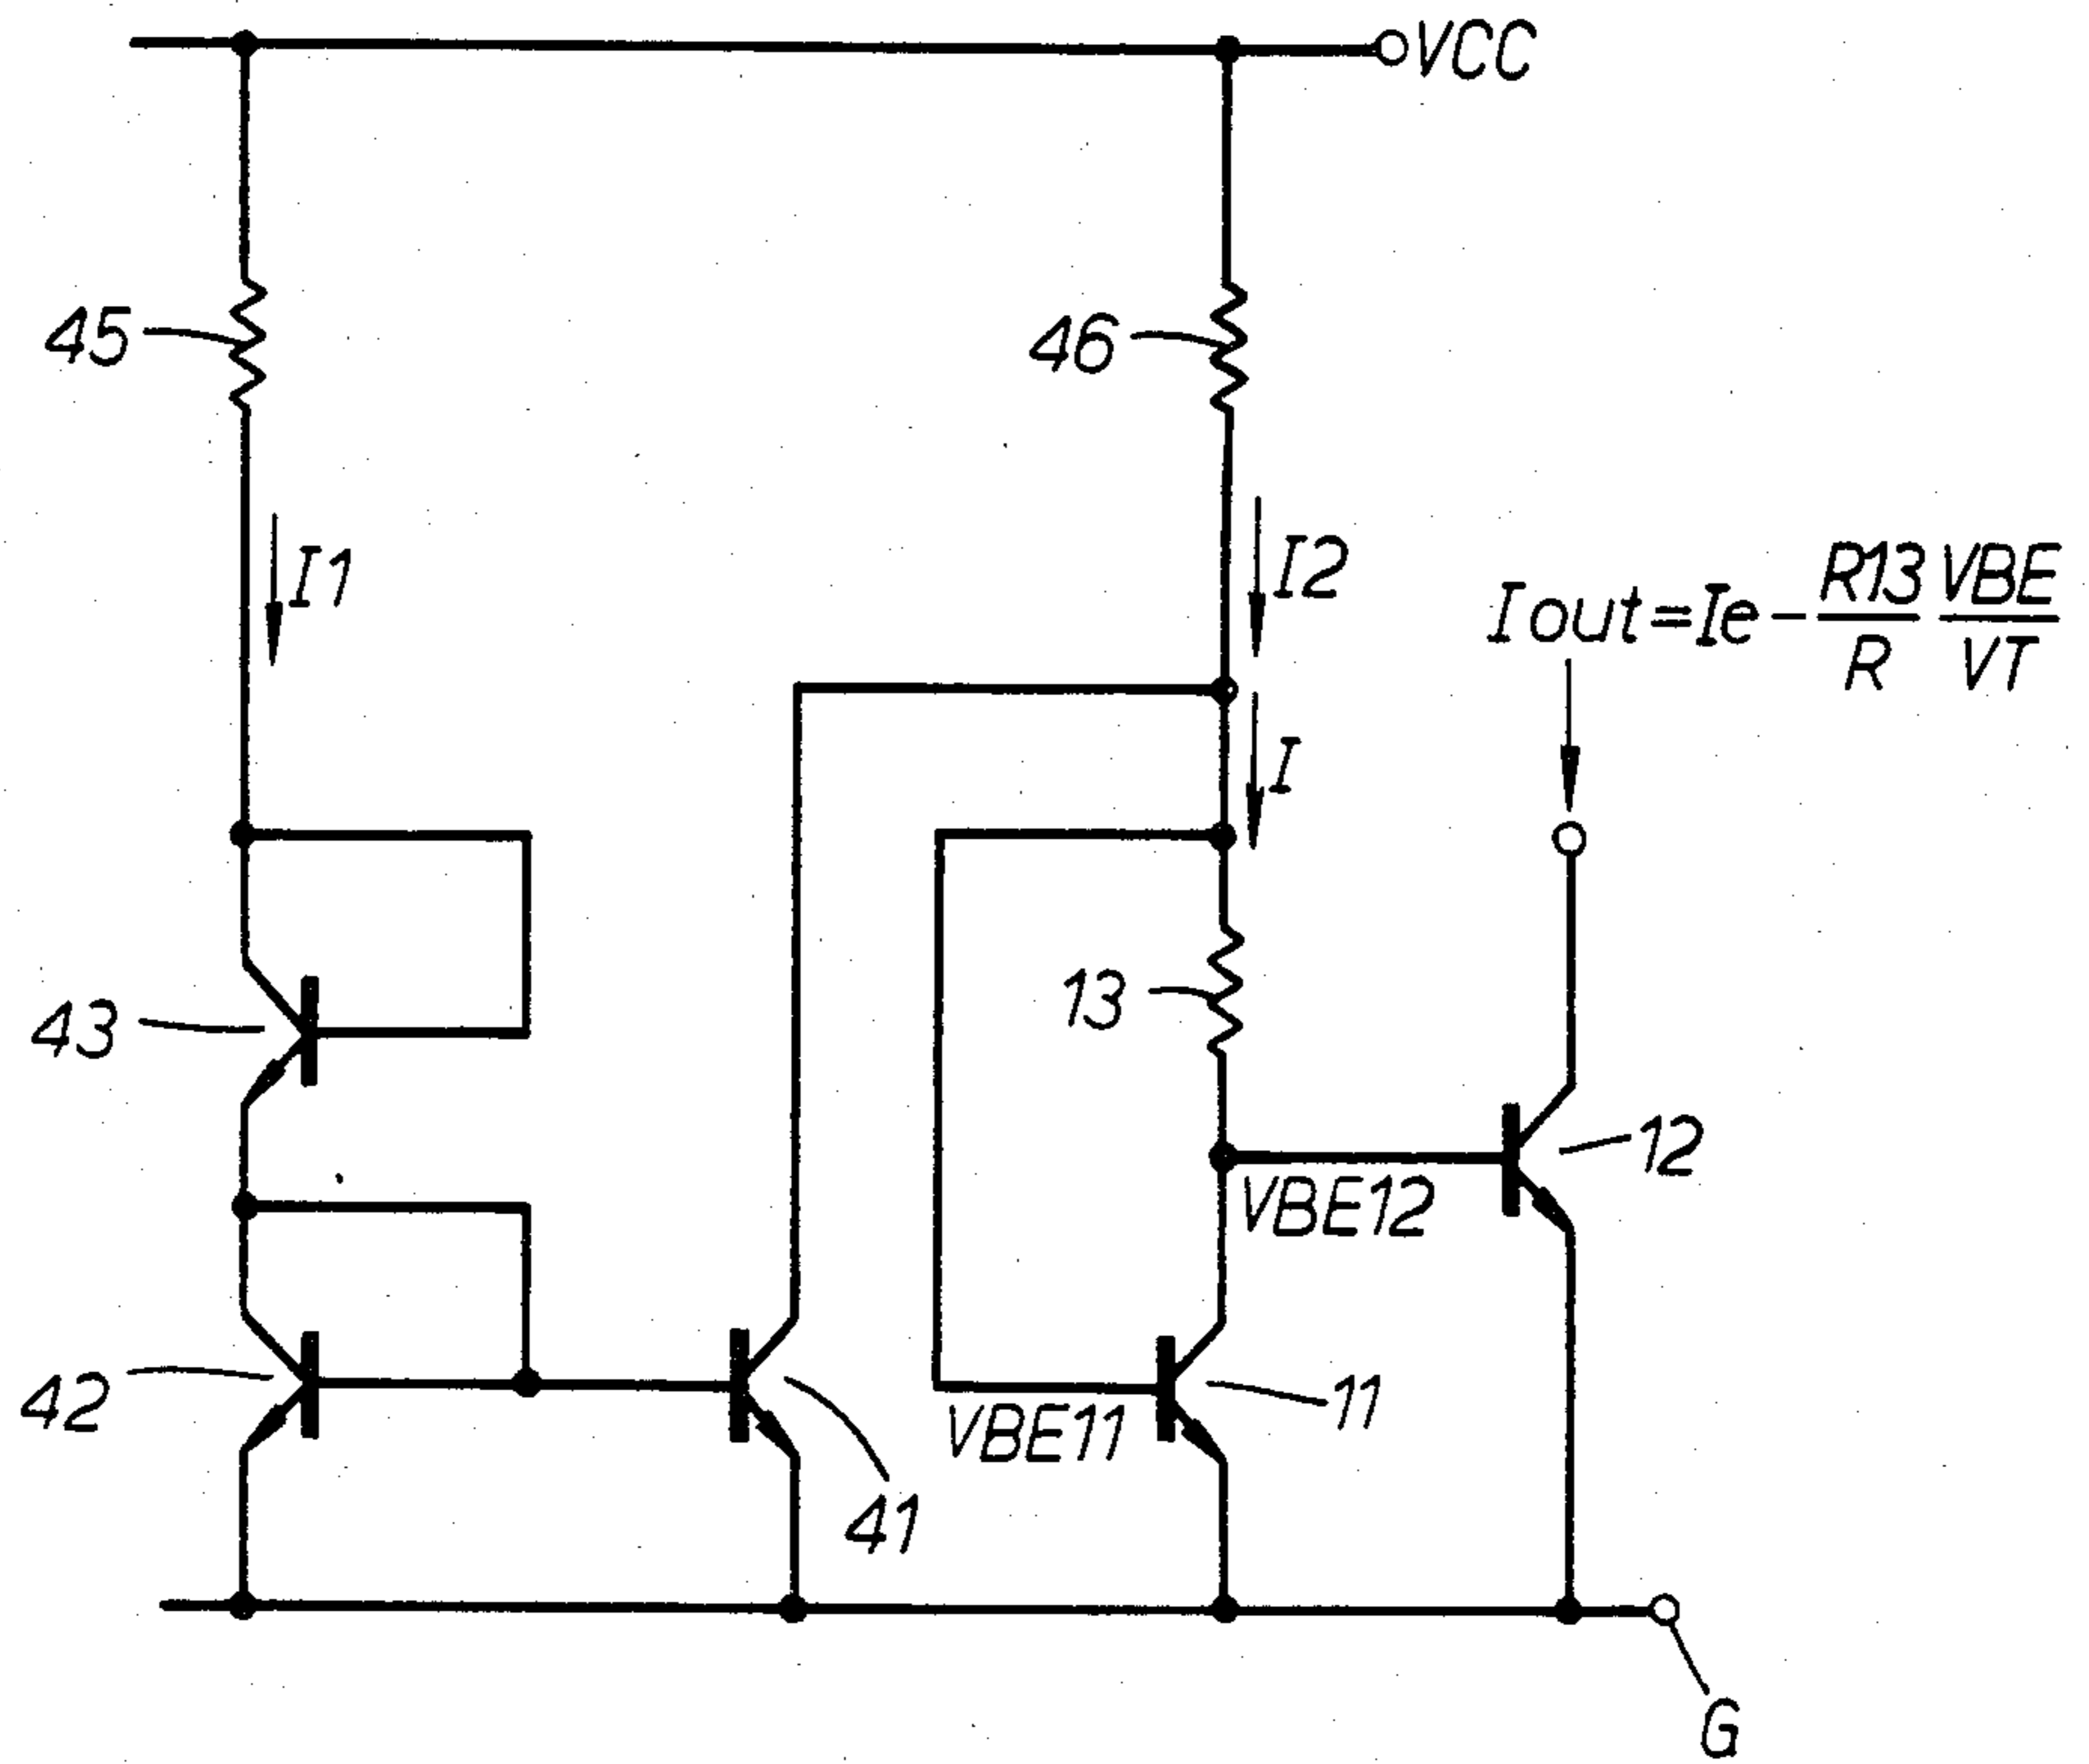 VCC
45
46
I1
I2
Iout=Ie-R13/R VBE/VT
I
43
13
12
VBE12
42
11
VBE11
41
G